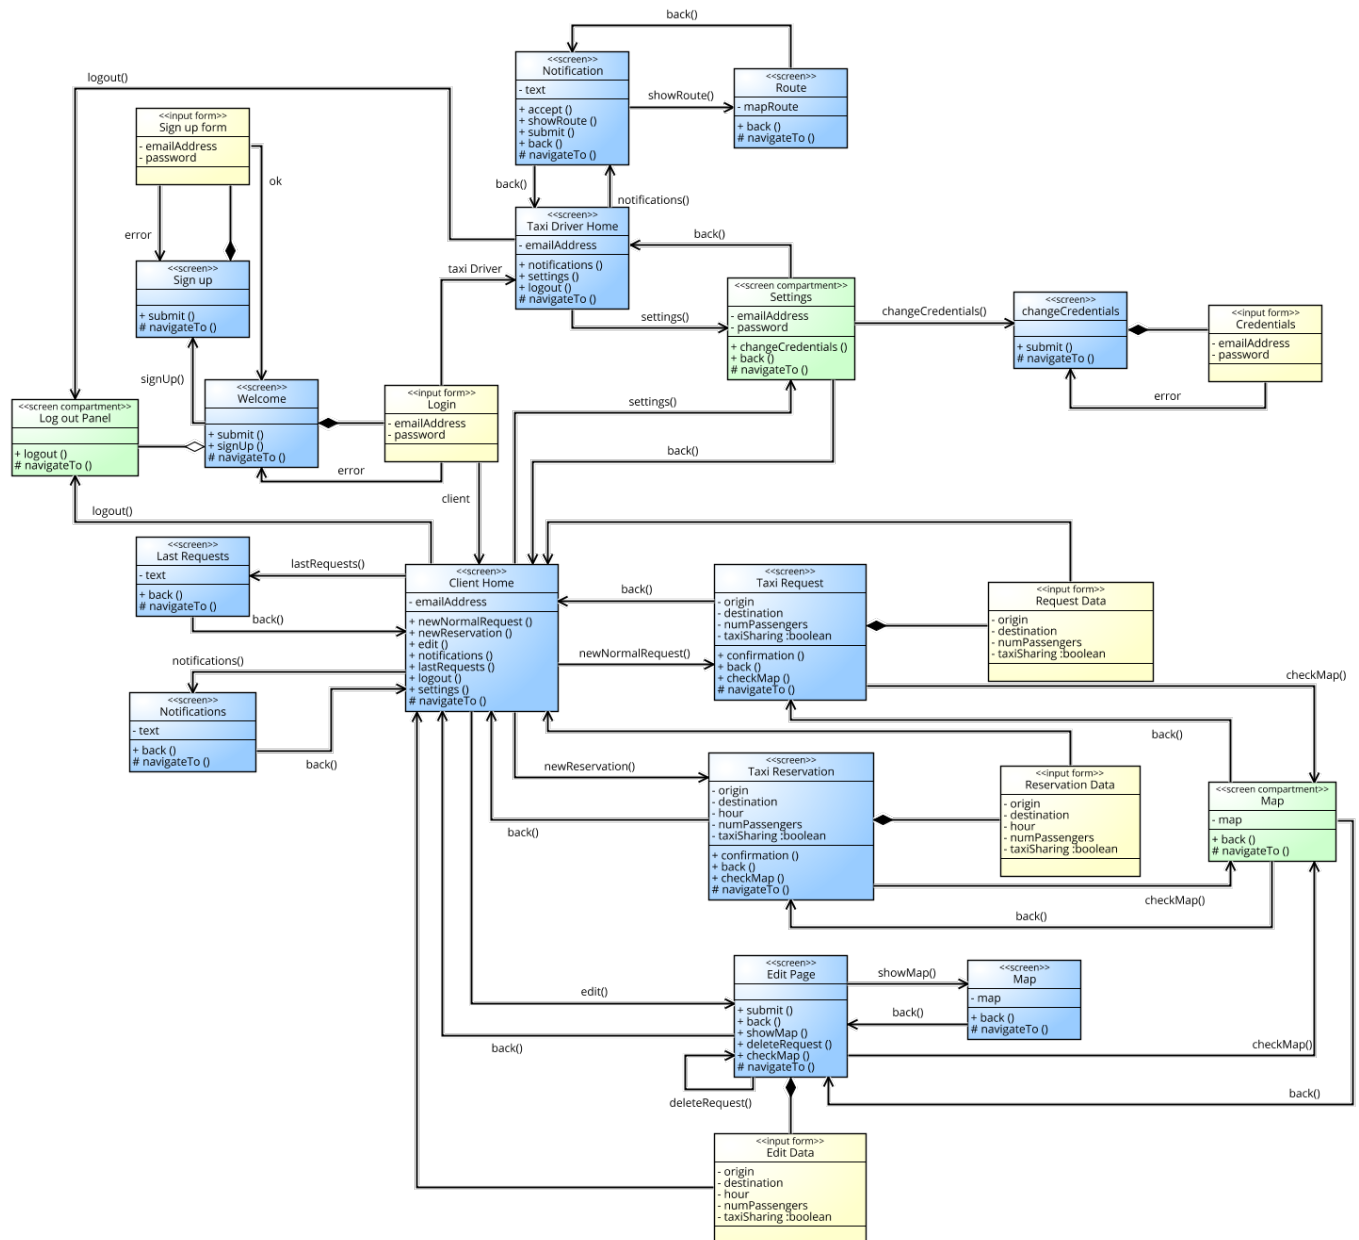 back()
<<screen>>
Notification
- text
+ accept ()
+ showRoute ()
+ submit ()
+ back ()
# navigateTo ()
showRoute()
<<screen>>
Route
- mapRoute
+ back ()
# navigateTo ()
logout()
<<input form>>
Sign up form
- emailAddress
- password
ok
error
back()
notifications()
<<screen>>
Taxi Driver Home
- emailAddress
+ notifications ()
+ settings ()
+ logout ()
# navigateTo ()
back()
taxi Driver
settings()
<<screen>>
Sign up
+ submit ()
# navigateTo ()
<<screen compartment>>
Settings
- emailAddress
- password
+ changeCredentials ()
+ back ()
# navigateTo ()
changeCredentials()
<<screen>>
changeCredentials
+ submit ()
# navigateTo ()
<<input form>>
Credentials
- emailAddress
- password
error
signUp()
<<screen>>
Welcome
+ submit ()
+ signUp ()
# navigateTo ()
<<input form>>
Login
- emailAddress
- password
<<screen compartment>>
Log out Panel
+ logout ()
# navigateTo ()
error
client
settings()
back()
logout()
<<screen>>
Last Requests
- text
+ back ()
# navigateTo ()
lastRequests()
back()
<<screen>>
Client Home
- emailAddress
+ newNormalRequest ()
+ newReservation ()
+ edit ()
+ notifications ()
+ lastRequests ()
+ logout ()
+ settings ()
# navigateTo ()
back()
newNormalRequest()
<<screen>>
Taxi Request
- origin
- destination
- numPassengers
- taxiSharing :boolean
+ confirmation ()
+ back ()
+ checkMap ()
# navigateTo ()
<<input form>>
Request Data
- origin
- destination
- numPassengers
- taxiSharing :boolean
checkMap()
notifications()
<<screen>>
Notifications
- text
+ back ()
# navigateTo ()
back()
back()
newReservation()
back()
<<screen>>
Taxi Reservation
- origin
- destination
- hour
- numPassengers
- taxiSharing :boolean
+ confirmation ()
+ back ()
+ checkMap ()
# navigateTo ()
<<input form>>
Reservation Data
- origin
- destination
- hour
- numPassengers
- taxiSharing :boolean
<<screen compartment>>
Map
- map
+ back ()
# navigateTo ()
checkMap()
back()
edit()
back()
<<screen>>
Edit Page
+ submit ()
+ back ()
+ showMap ()
+ deleteRequest ()
+ checkMap ()
# navigateTo ()
showMap()
back()
<<screen>>
Map
- map
+ back ()
# navigateTo ()
checkMap()
back()
deleteRequest()
<<input form>>
Edit Data
- origin
- destination
- hour
- numPassengers
- taxiSharing :boolean